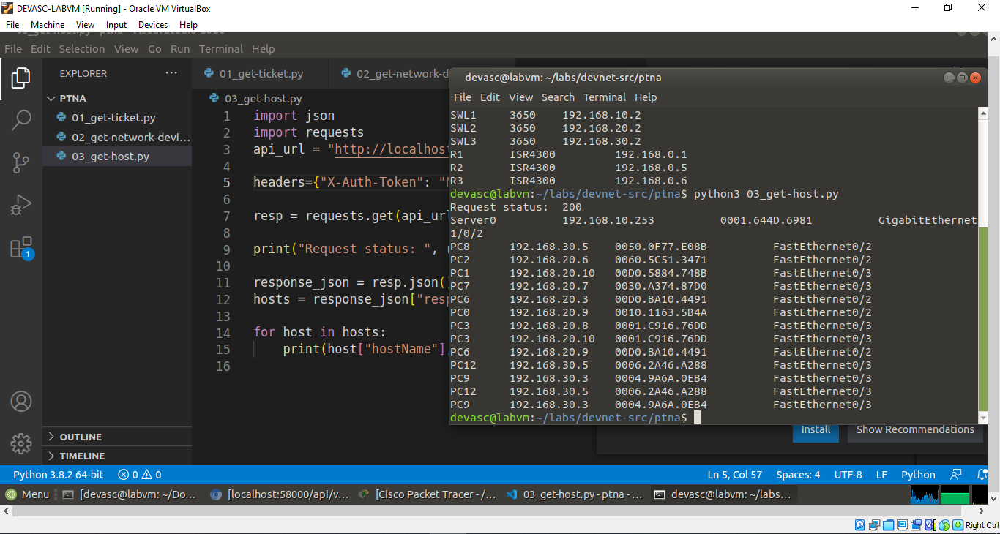 DEVASC-LABVM [Running] - Oracle VM VirtualBox
File Machine View Input Devices Help
File Edit Selection View Go Run Terminal Help
EXPLORER ...
01_get-ticket.py
02_get-network-d
PTNA
01_get-ticket.py
02_get-network-devi...
03_get-host.py
OUTLINE
TIMELINE
1
03_get-host.py
1 import json
2 import requests
3 api_url = "http://localhost
4
5 headers={"X-Auth-Token": "
6
7 resp = requests.get(api_ur
8
9 print("Request status: ",
10
11 response_json = resp.json(
12 hosts = response_json["resp
13
14 for host in hosts:
15 print(host["hostName"]
16
devasc@labvm: ~/labs/devnet-src/ptna
File Edit View Search Terminal Help
SWL1 3650 192.168.10.2
SWL2 3650 192.168.20.2
SWL3 3650 192.168.30.2
R1 ISR4300 192.168.0.1
R2 ISR4300 192.168.0.5
R3 ISR4300 192.168.0.6
devasc@labvm:~/labs/devnet-src/ptna$ python3 03_get-host.py
Request status: 200
Server0 192.168.10.253 0001.644D.6981 GigabitEthernet
1/0/2
PC8 192.168.30.5 0050.0F77.E08B FastEthernet0/2
PC2 192.168.20.6 0060.5C51.3471 FastEthernet0/2
PC1 192.168.20.10 00D0.5884.748B FastEthernet0/3
PC7 192.168.20.7 0030.A374.87D0 FastEthernet0/3
PC6 192.168.20.3 00D0.BA10.4491 FastEthernet0/2
PC0 192.168.20.9 0010.1163.5B4A FastEthernet0/2
PC3 192.168.20.8 0001.C916.76DD FastEthernet0/3
PC3 192.168.20.10 0001.C916.76DD FastEthernet0/3
PC6 192.168.20.9 00D0.BA10.4491 FastEthernet0/2
PC12 192.168.30.5 0006.2A46.A288 FastEthernet0/3
PC9 192.168.30.3 0004.9A6A.0EB4 FastEthernet0/3
PC12 192.168.30.5 0006.2A46.A288 FastEthernet0/3
PC9 192.168.30.3 0004.9A6A.0EB4 FastEthernet0/3
devasc@labvm:~/labs/devnet-src/ptna$
Install Show Recommendations
Python 3.8.2 64-bit 0 0 Ln 5, Col 57 Spaces: 4 UTF-8 LF Python
Menu [devasc@labvm: ~/Do... [localhost:58000/api/v... [Cisco Packet Tracer - /... 03_get-host.py - ptna - ... devasc@labvm: ~/labs...
Right Ctrl